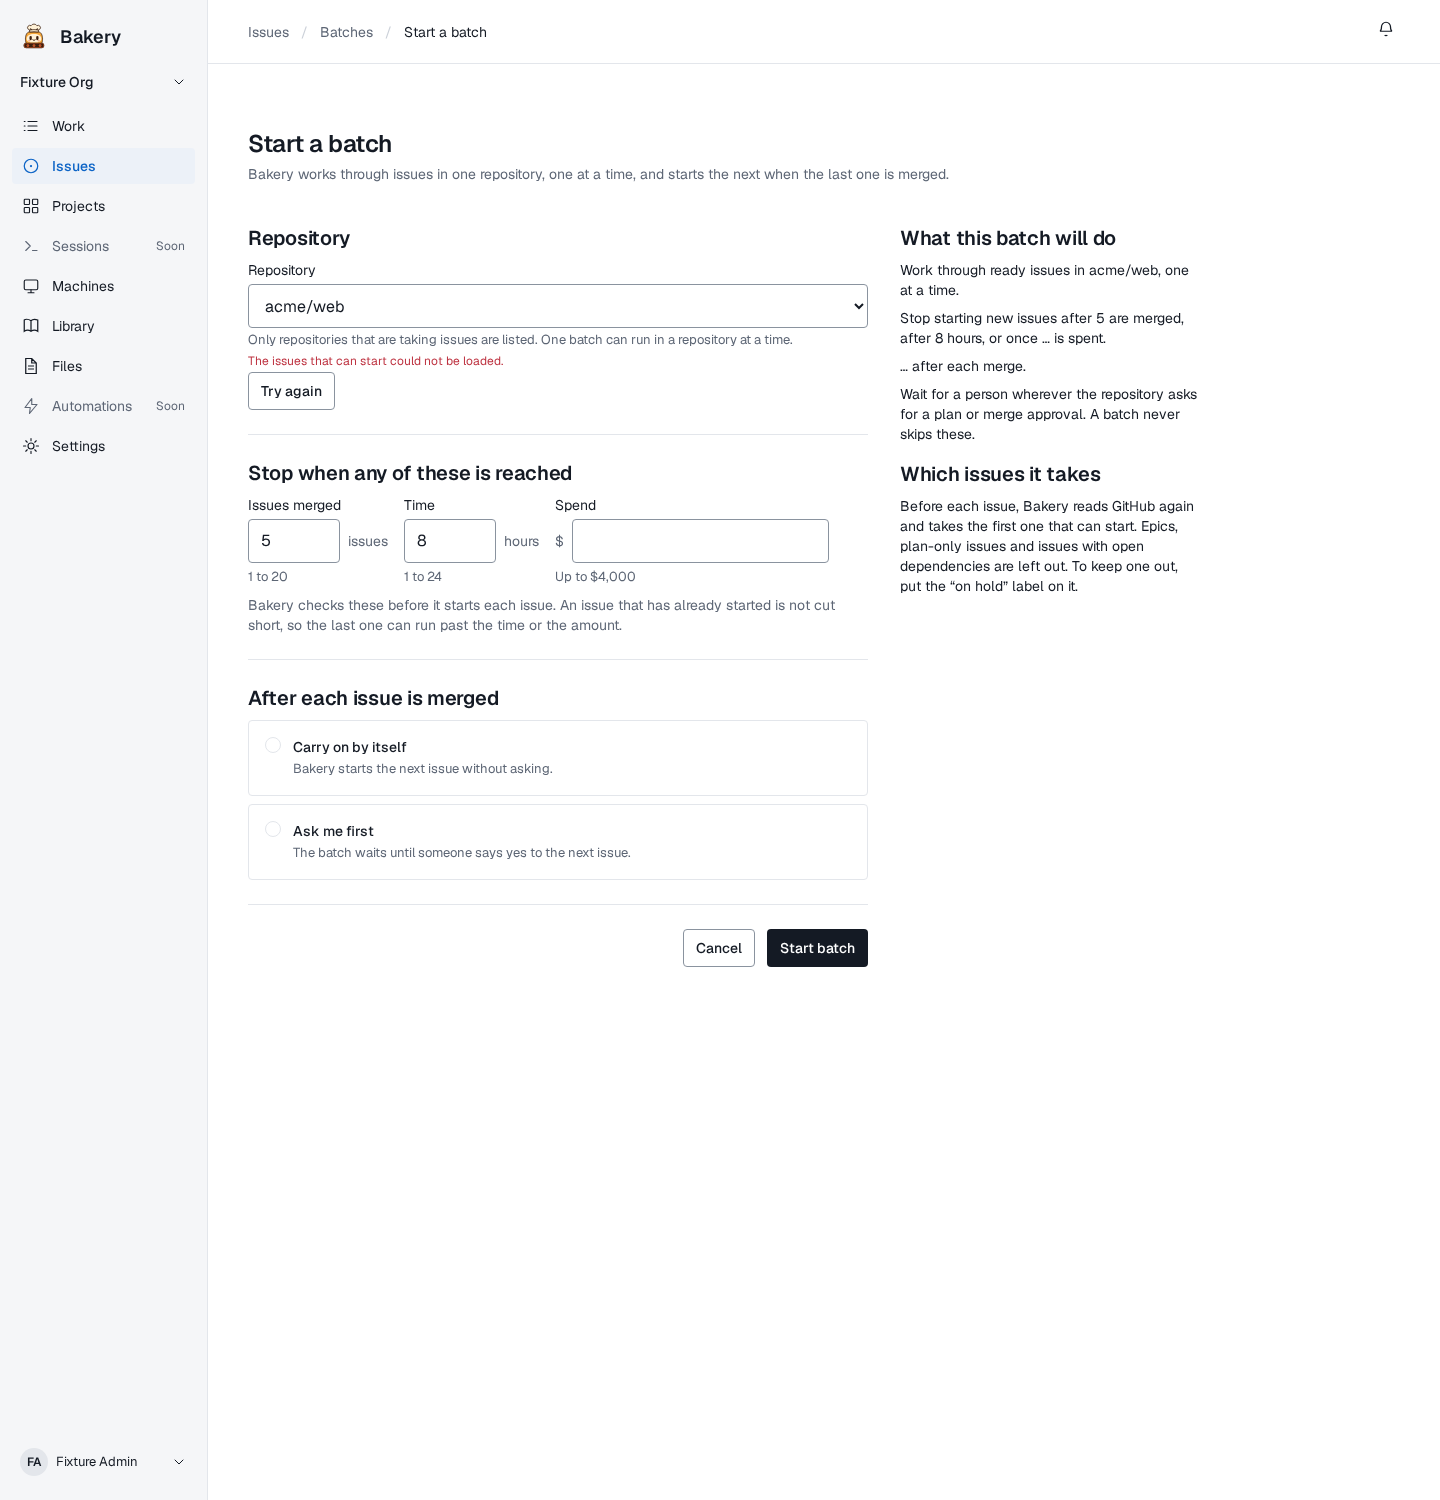 Bakery
Fixture Org
Work
Issues
Projects
Sessions Soon
Machines
Library
Files
Automations Soon
Settings
FA Fixture Admin
Issues / Batches / Start a batch
Start a batch
Bakery works through issues in one repository, one at a time, and starts the next when the last one is merged.
Repository
Repository
acme/web
Only repositories that are taking issues are listed. One batch can run in a repository at a time.
The issues that can start could not be loaded.
Try again
Stop when any of these is reached
Issues merged Time Spend
5 issues 8 hours $
1 to 20 1 to 24 Up to $4,000
Bakery checks these before it starts each issue. An issue that has already started is not cut
short, so the last one can run past the time or the amount.
After each issue is merged
Carry on by itself
Bakery starts the next issue without asking.
Ask me first
The batch waits until someone says yes to the next issue.
Cancel Start batch
What this batch will do
Work through ready issues in acme/web, one
at a time.
Stop starting new issues after 5 are merged,
after 8 hours, or once … is spent.
… after each merge.
Wait for a person wherever the repository asks
for a plan or merge approval. A batch never
skips these.
Which issues it takes
Before each issue, Bakery reads GitHub again
and takes the first one that can start. Epics,
plan-only issues and issues with open
dependencies are left out. To keep one out,
put the “on hold” label on it.